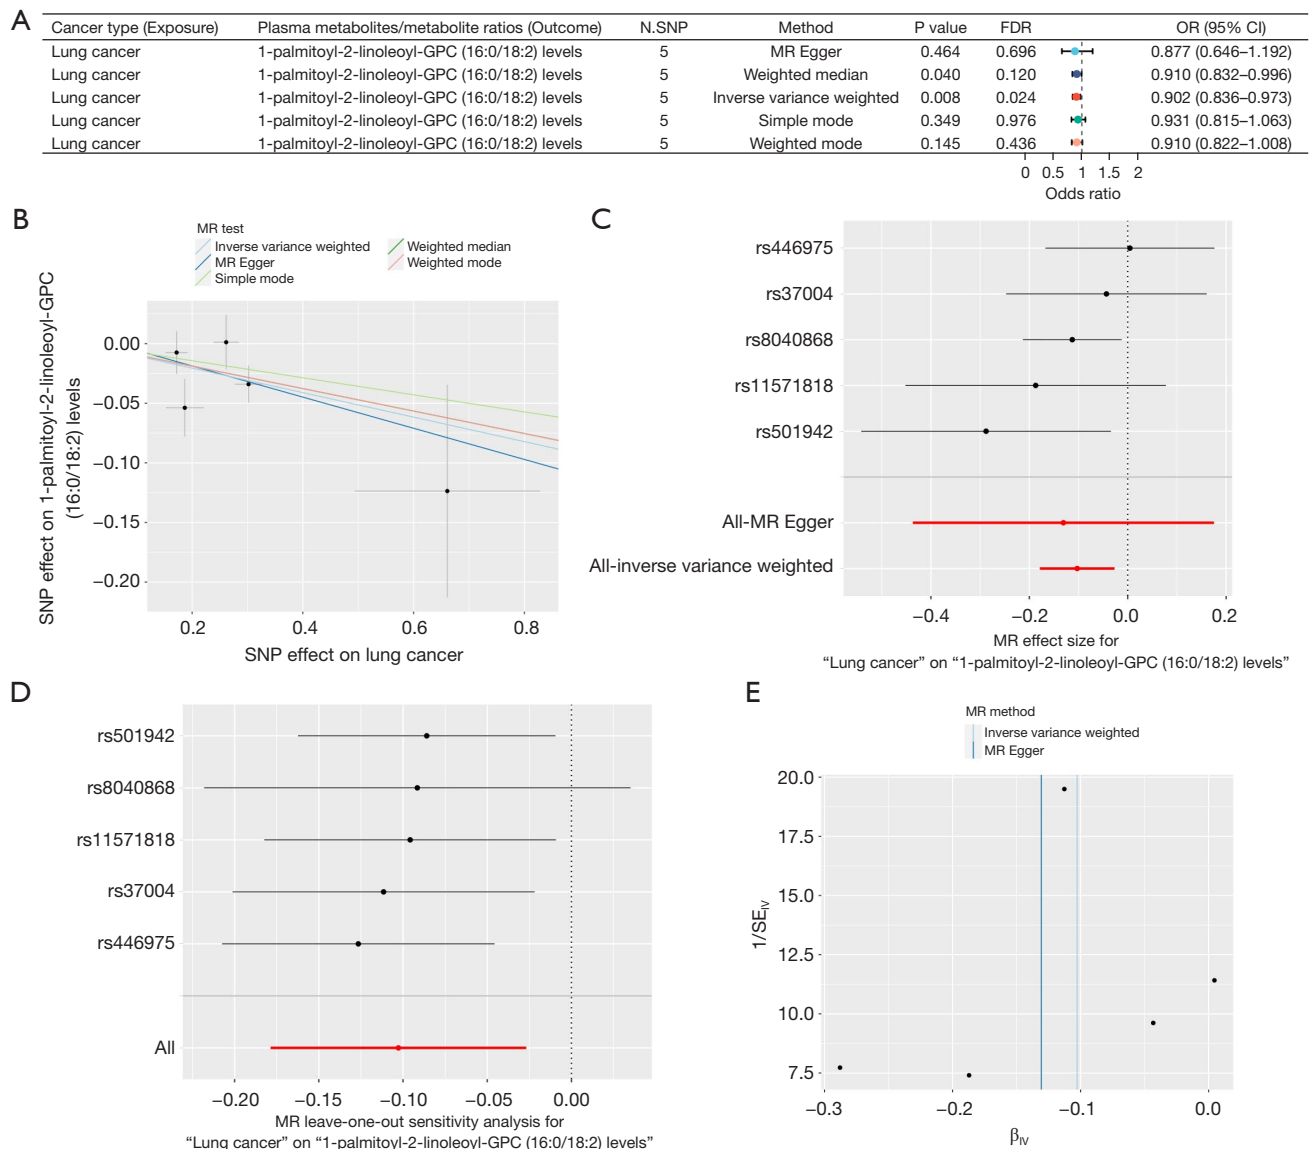 A
Cancer type (Exposure) Plasma metabolites/metabolite ratios (Outcome) N.SNP Method P value FDR OR (95% CI)
Lung cancer 1-palmitoyl-2-linoleoyl-GPC (16:0/18:2) levels 5 MR Egger 0.464 0.696 0.877 (0.646–1.192)
Lung cancer 1-palmitoyl-2-linoleoyl-GPC (16:0/18:2) levels 5 Weighted median 0.040 0.120 0.910 (0.832–0.996)
Lung cancer 1-palmitoyl-2-linoleoyl-GPC (16:0/18:2) levels 5 Inverse variance weighted 0.008 0.024 0.902 (0.836–0.973)
Lung cancer 1-palmitoyl-2-linoleoyl-GPC (16:0/18:2) levels 5 Simple mode 0.349 0.976 0.931 (0.815–1.063)
Lung cancer 1-palmitoyl-2-linoleoyl-GPC (16:0/18:2) levels 5 Weighted mode 0.145 0.436 0.910 (0.822–1.008)
0 0.5 1 1.5 2
Odds ratio
B
MR test
Inverse variance weighted Weighted median
MR Egger Weighted mode
Simple mode
SNP effect on 1-palmitoyl-2-linoleoyl-GPC
(16:0/18:2) levels
0.00
−0.05
−0.10
−0.15
−0.20
0.2 0.4 0.6 0.8
SNP effect on lung cancer
C
rs446975
rs37004
rs8040868
rs11571818
rs501942
All-MR Egger
All-inverse variance weighted
−0.4 −0.2 0.0 0.2
MR effect size for
“Lung cancer” on “1-palmitoyl-2-linoleoyl-GPC (16:0/18:2) levels”
D
rs501942
rs8040868
rs11571818
rs37004
rs446975
All
−0.20 −0.15 −0.10 −0.05 0.00
MR leave-one-out sensitivity analysis for
“Lung cancer” on “1-palmitoyl-2-linoleoyl-GPC (16:0/18:2) levels”
E
MR method
Inverse variance weighted
MR Egger
1/SE_IV
20.0
17.5
15.0
12.5
10.0
7.5
−0.3 −0.2 −0.1 0.0
β_IV